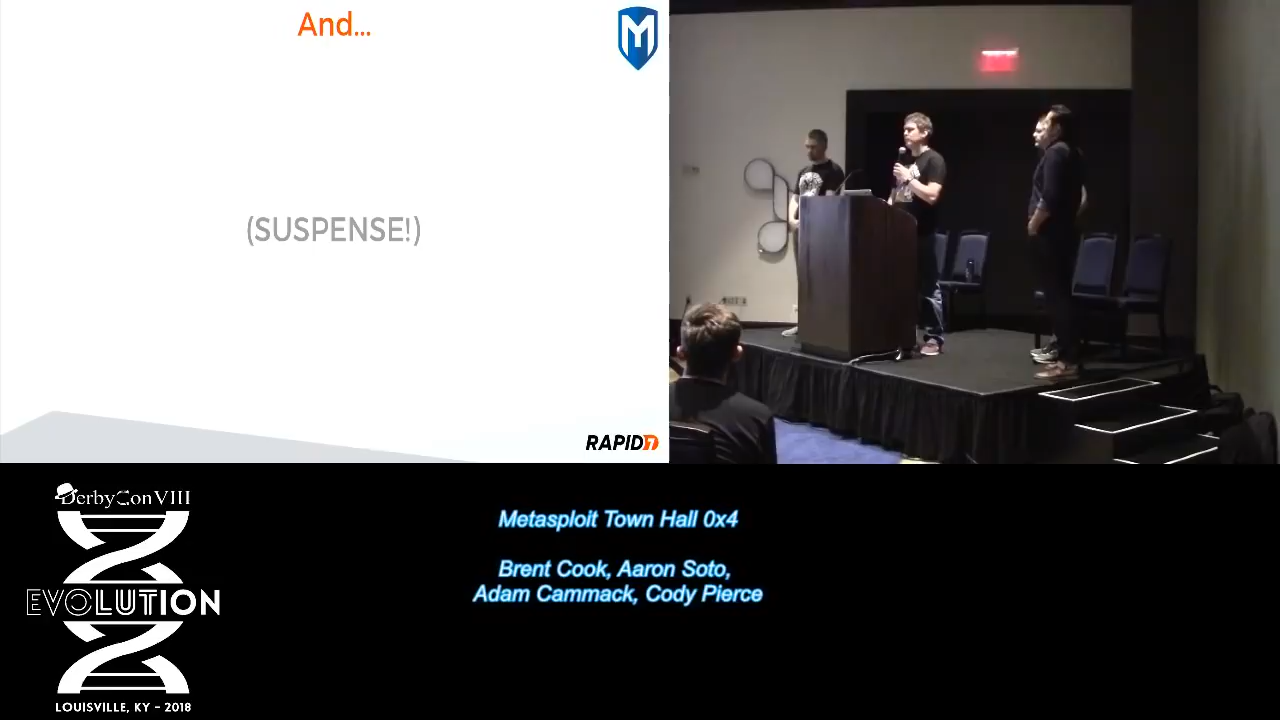 And...
M
(SUSPENSE!)
RAPID7
DerbyCon VIII
EVOLUTION
LOUISVILLE, KY - 2018
Metasploit Town Hall 0x4
Brent Cook, Aaron Soto,
Adam Cammack, Cody Pierce